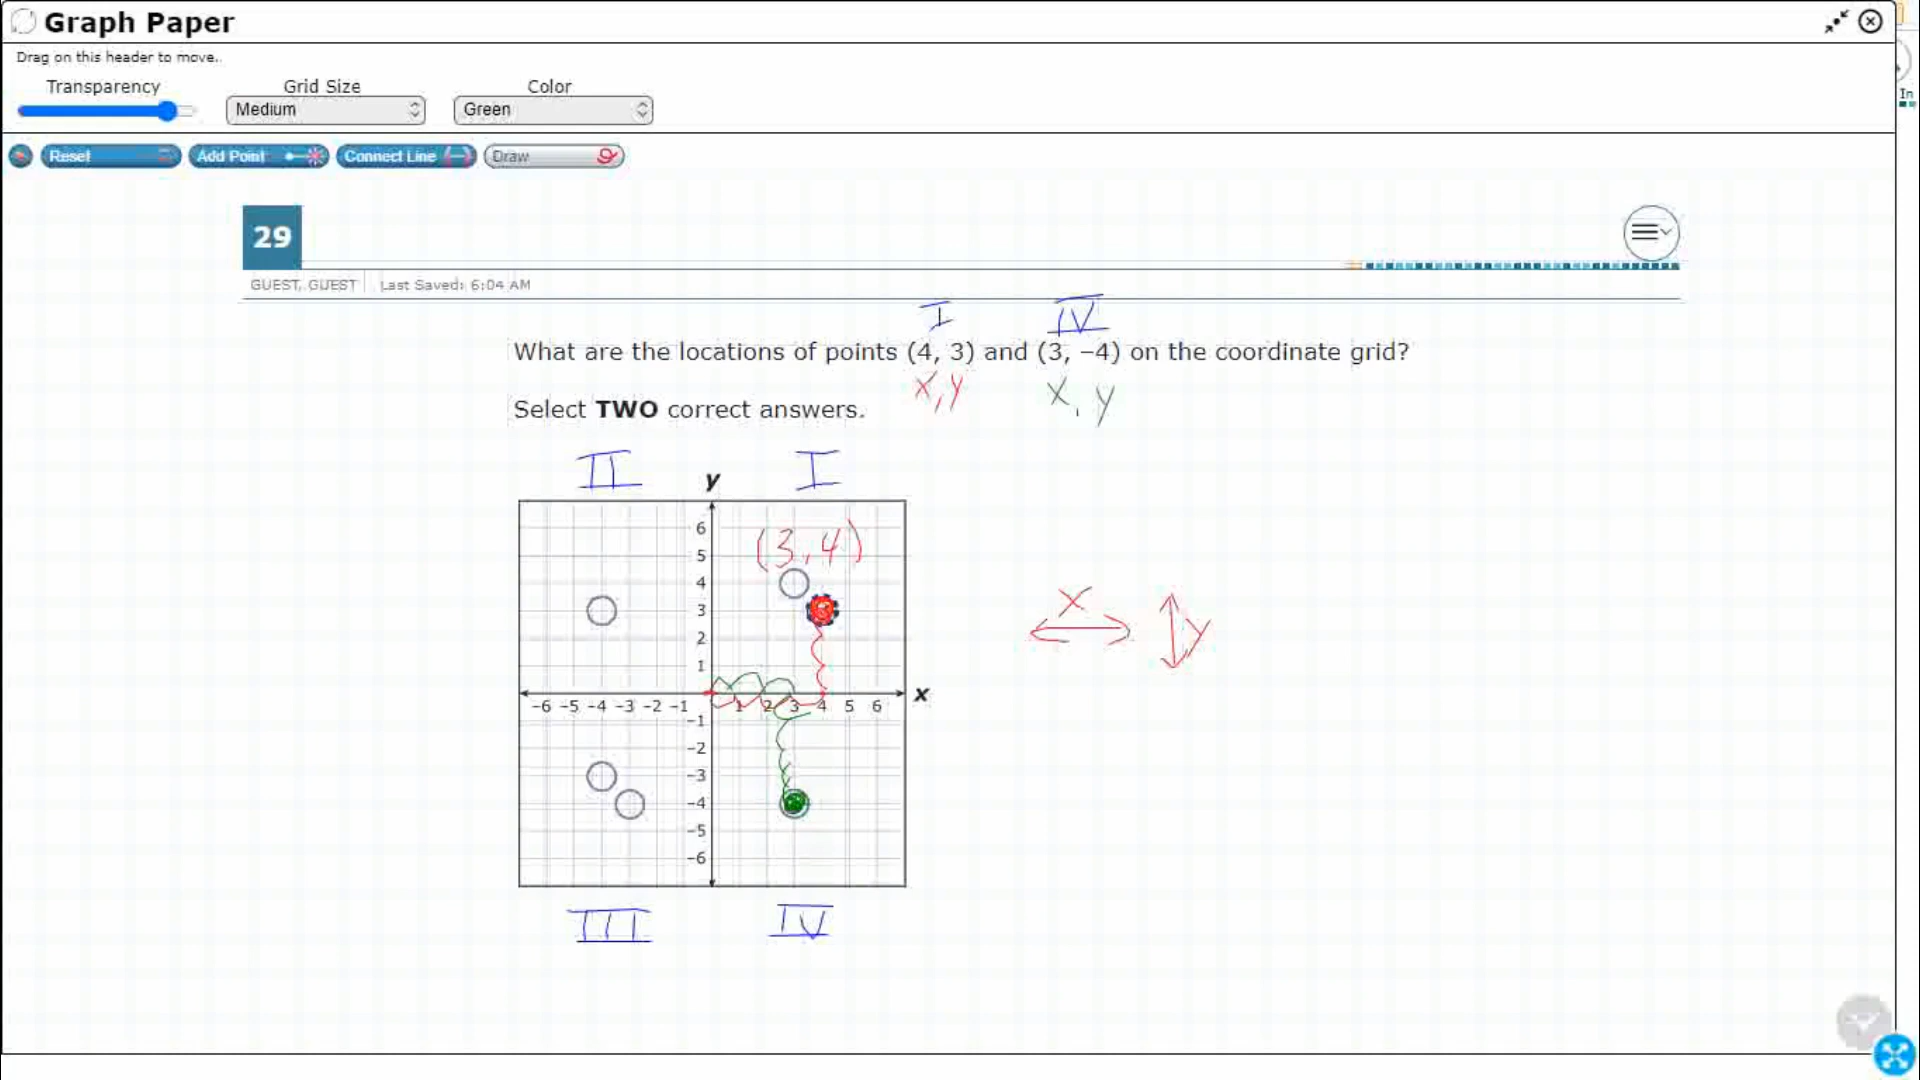 Graph Paper
Drag on this header to move..
Transparency Grid Size Color
Medium Green
Reset Add Point Connect Line Draw
In
29
GUEST, GUEST Last Saved: 6:04 AM
I IV
What are the locations of points (4, 3) and (3, −4) on the coordinate grid?
x, y x, y
Select TWO correct answers.
II y I
6
(3,4)
5
4
3
2
1
x
y
x
−6 −5 −4 −3 −2 −1 1 2 3 4 5 6
−1
−2
−3
−4
−5
−6
III IV